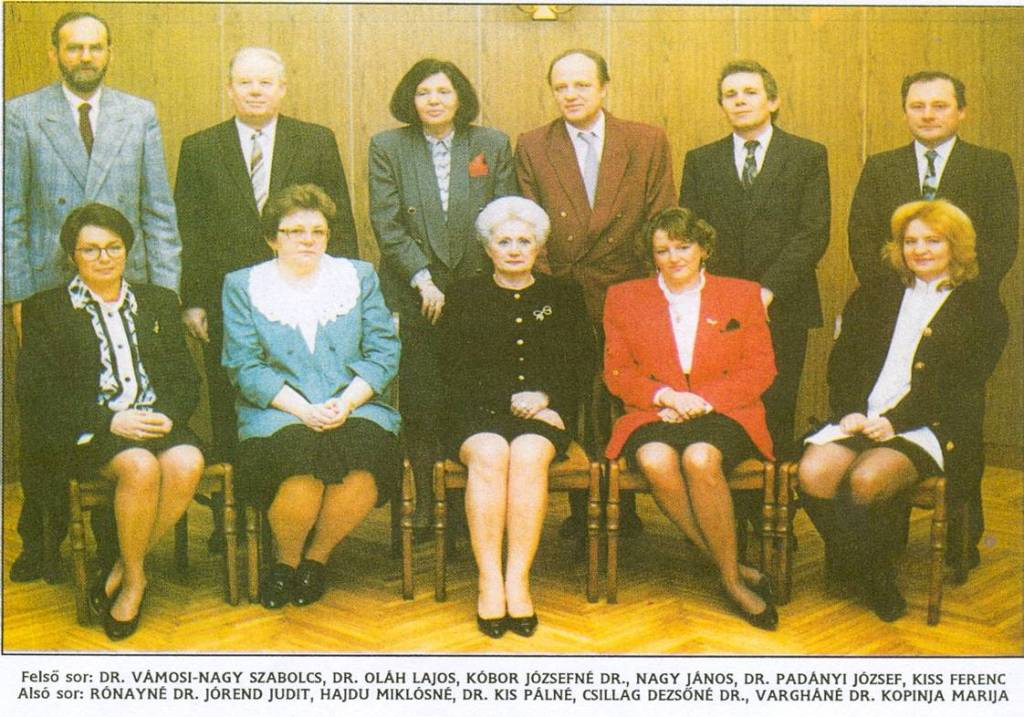 Felső sor: DR. VÁMOSI-NAGY SZABOLCS, DR. OLÁH LAJOS, KÓBOR JÓZSEFNÉ DR., NAGY JÁNOS, DR. PADÁNYI JÓZSEF, KISS FERENC
Alsó sor: RÓNAYNÉ DR. JÓREND JUDIT, HAJDU MIKLÓSNÉ, DR. KIS PÁLNÉ, CSILLAG DEZSŐNÉ DR., VARGHÁNÉ DR. KOPINJA MARIJA